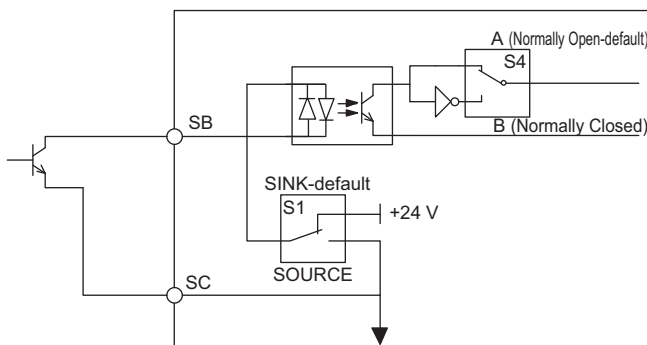 A (Normally Open-default)
S4
SB
B (Normally Closed)
SINK-default
S1
+24 V
SOURCE
SC